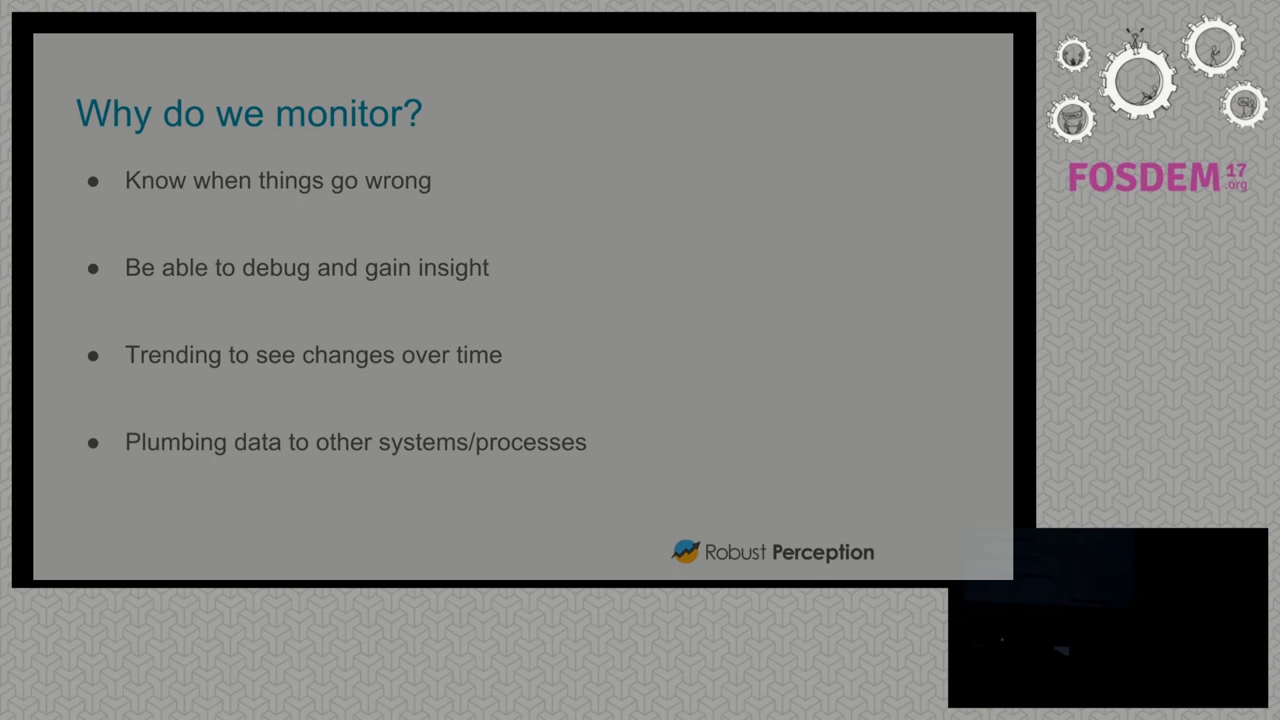 Why do we monitor?
● Know when things go wrong
● Be able to debug and gain insight
● Trending to see changes over time
● Plumbing data to other systems/processes
Robust Perception
FOSDEM 17 .org